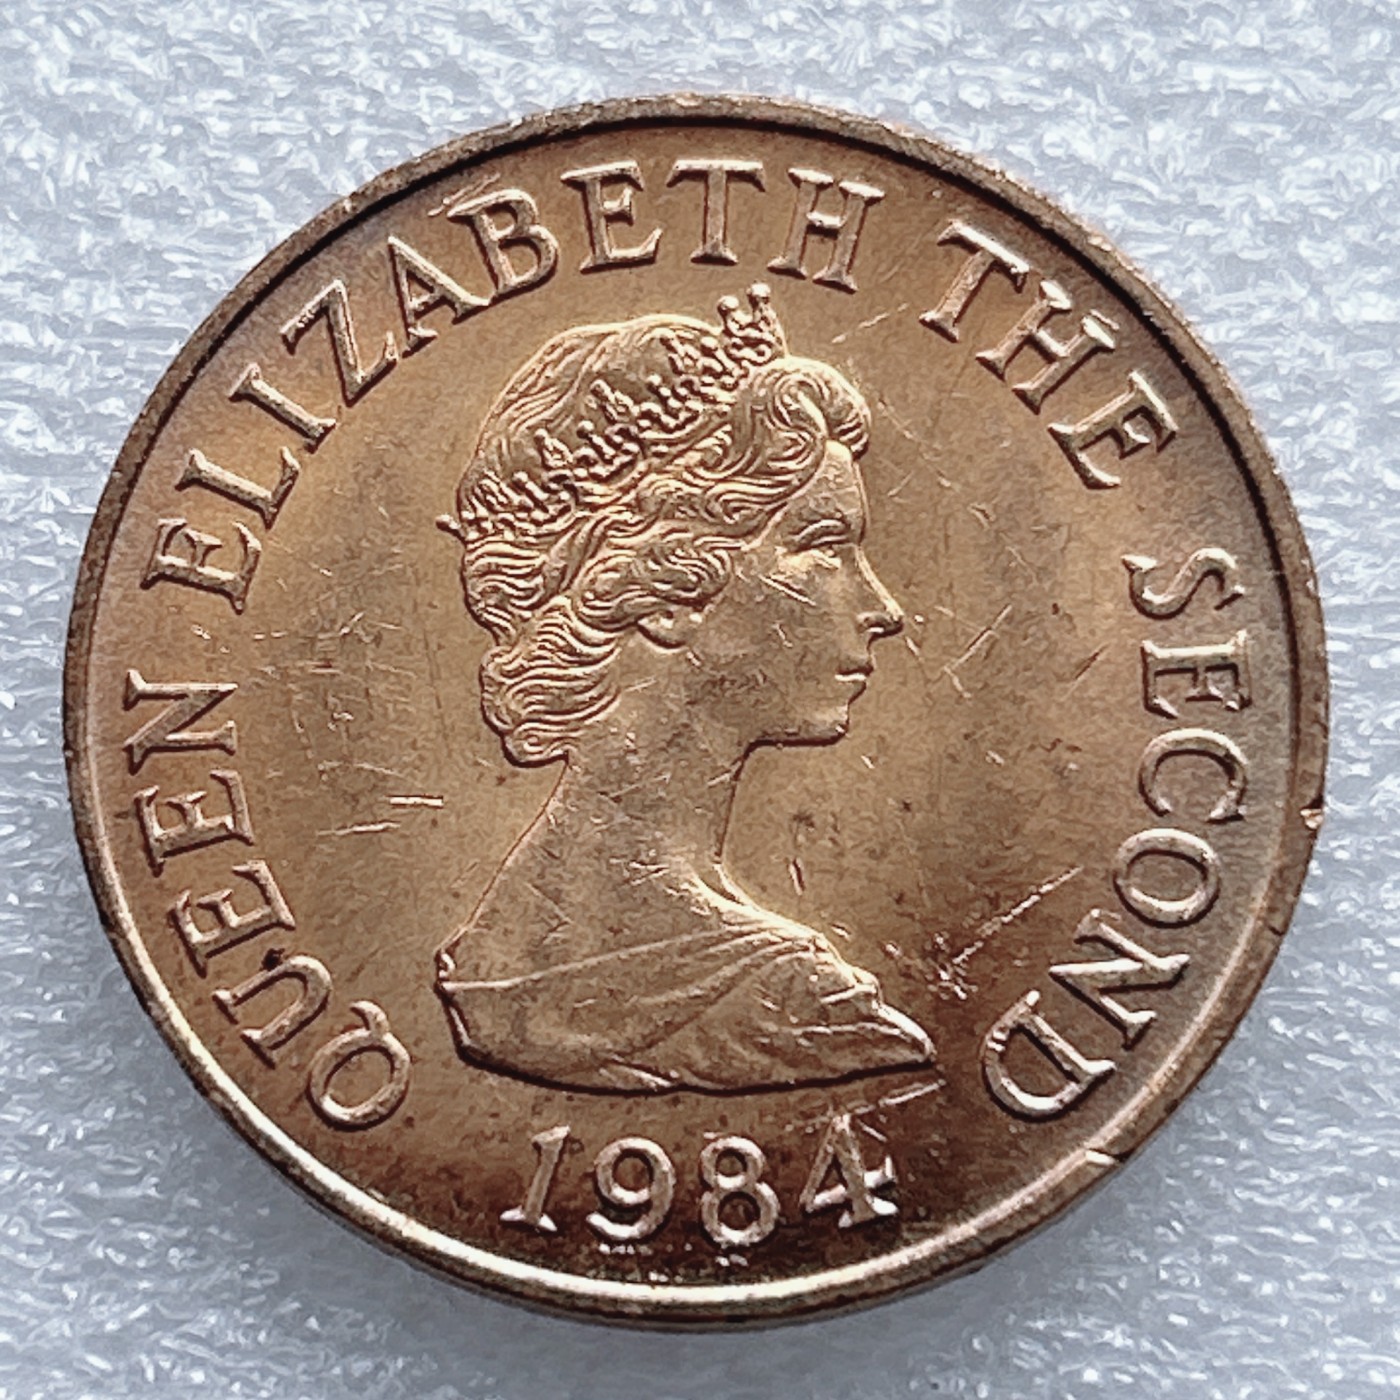 QUEEN ELIZABETH THE SECOND
1984